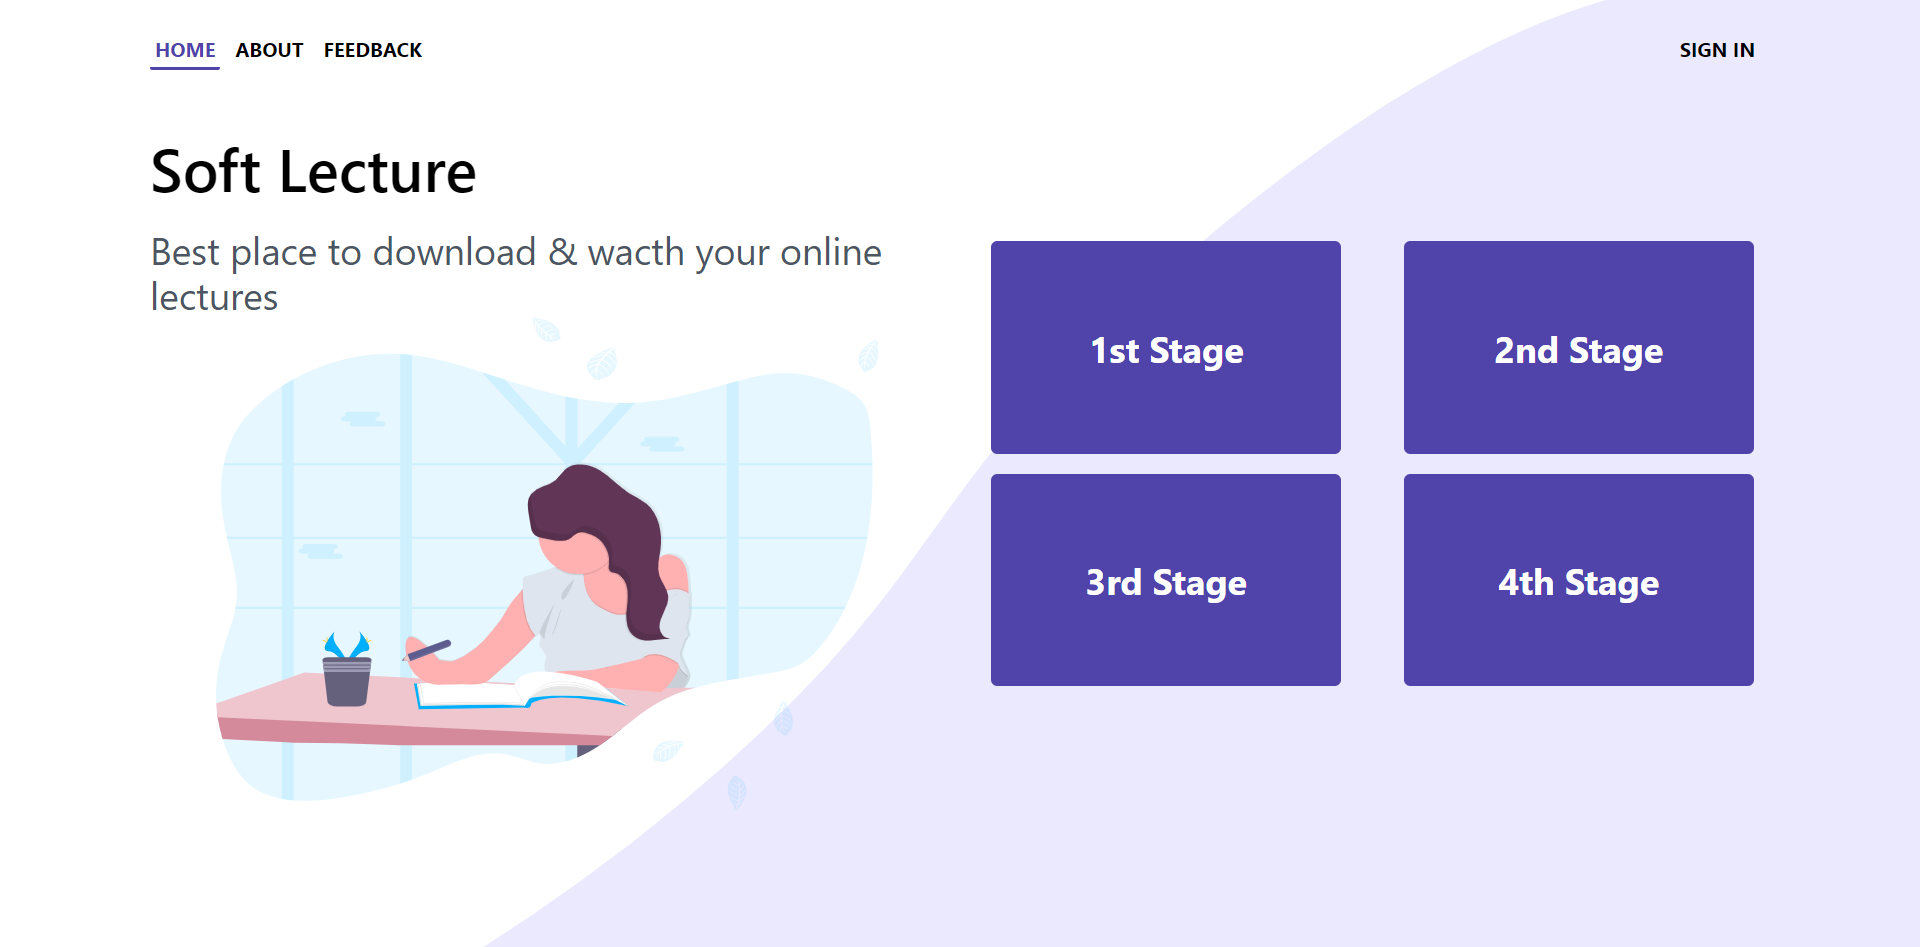 HOME ABOUT FEEDBACK SIGN IN
Soft Lecture
Best place to download & wacth your online
lectures
1st Stage 2nd Stage
3rd Stage 4th Stage